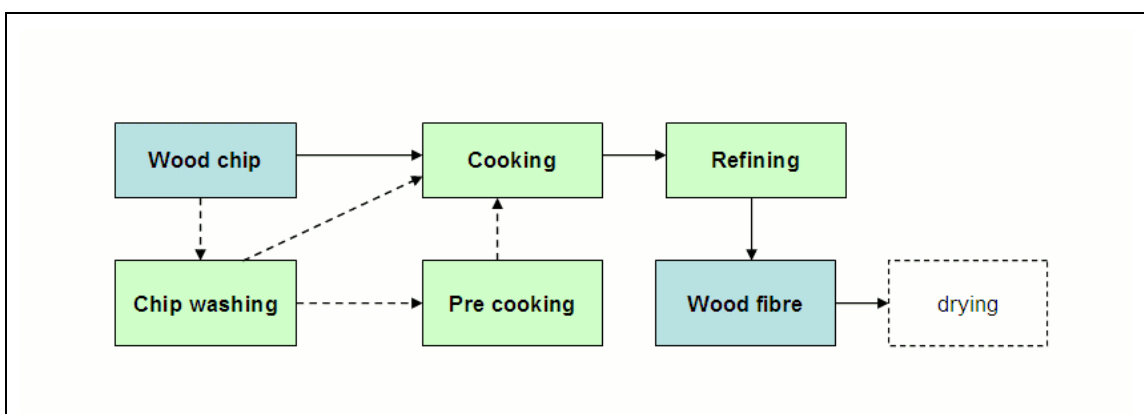 Wood chip
Cooking
Refining
Chip washing
Pre cooking
Wood fibre
drying